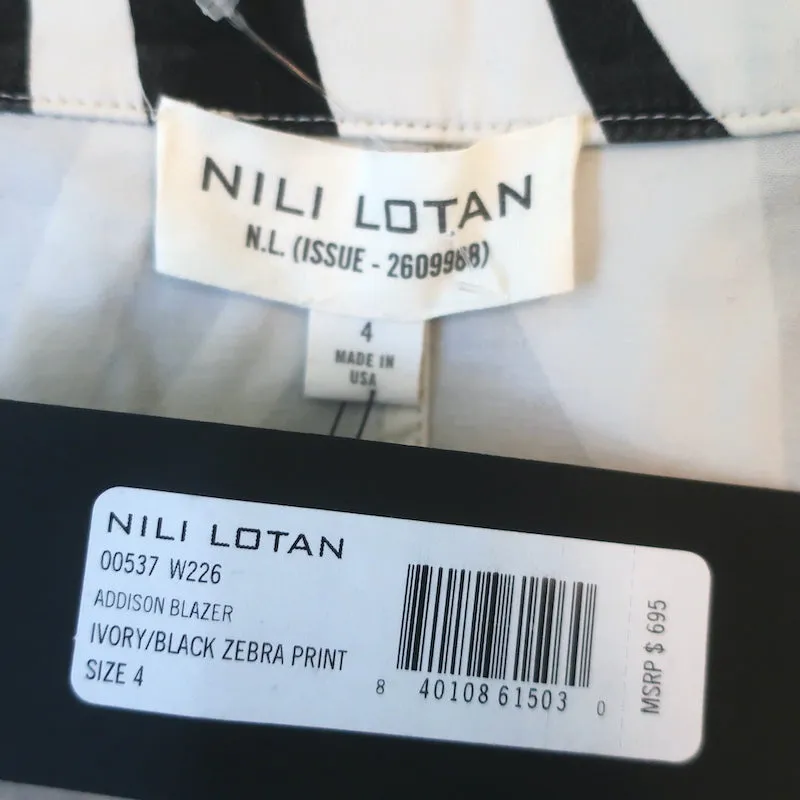 NILI LOTAN
N.L. (ISSUE - 2609988)
4
MADE IN
USA
NILI LOTAN
00537 W226
ADDISON BLAZER
IVORY/BLACK ZEBRA PRINT
SIZE 4
8 40108 61503 0
MSRP $ 695